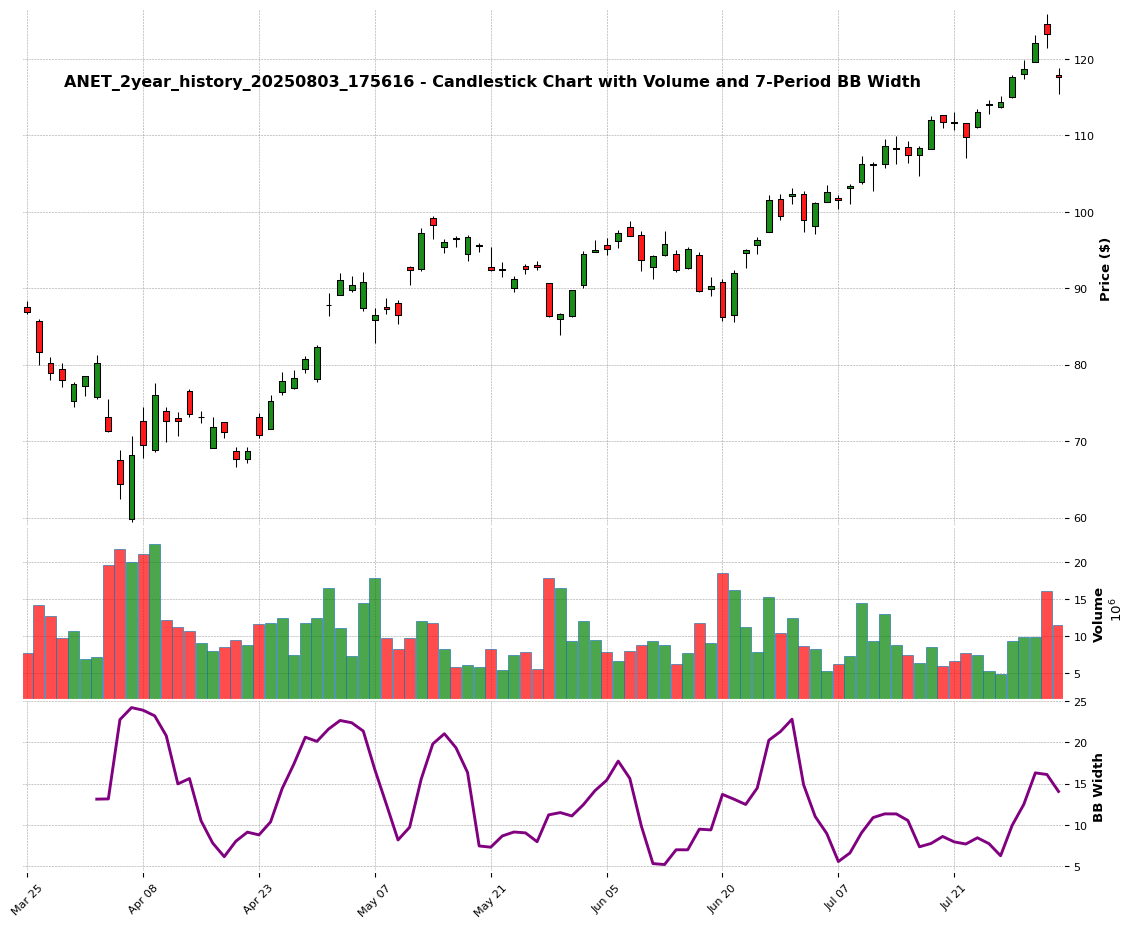 ANET_2year_history_20250803_175616 - Candlestick Chart with Volume and 7-Period BB Width
120
110
100
90
80
70
60
Price ($)
20
15
10
5
Volume
10^6
25
20
15
10
5
BB Width
Mar 25
Apr 08
Apr 23
May 07
May 21
Jun 05
Jun 20
Jul 07
Jul 21